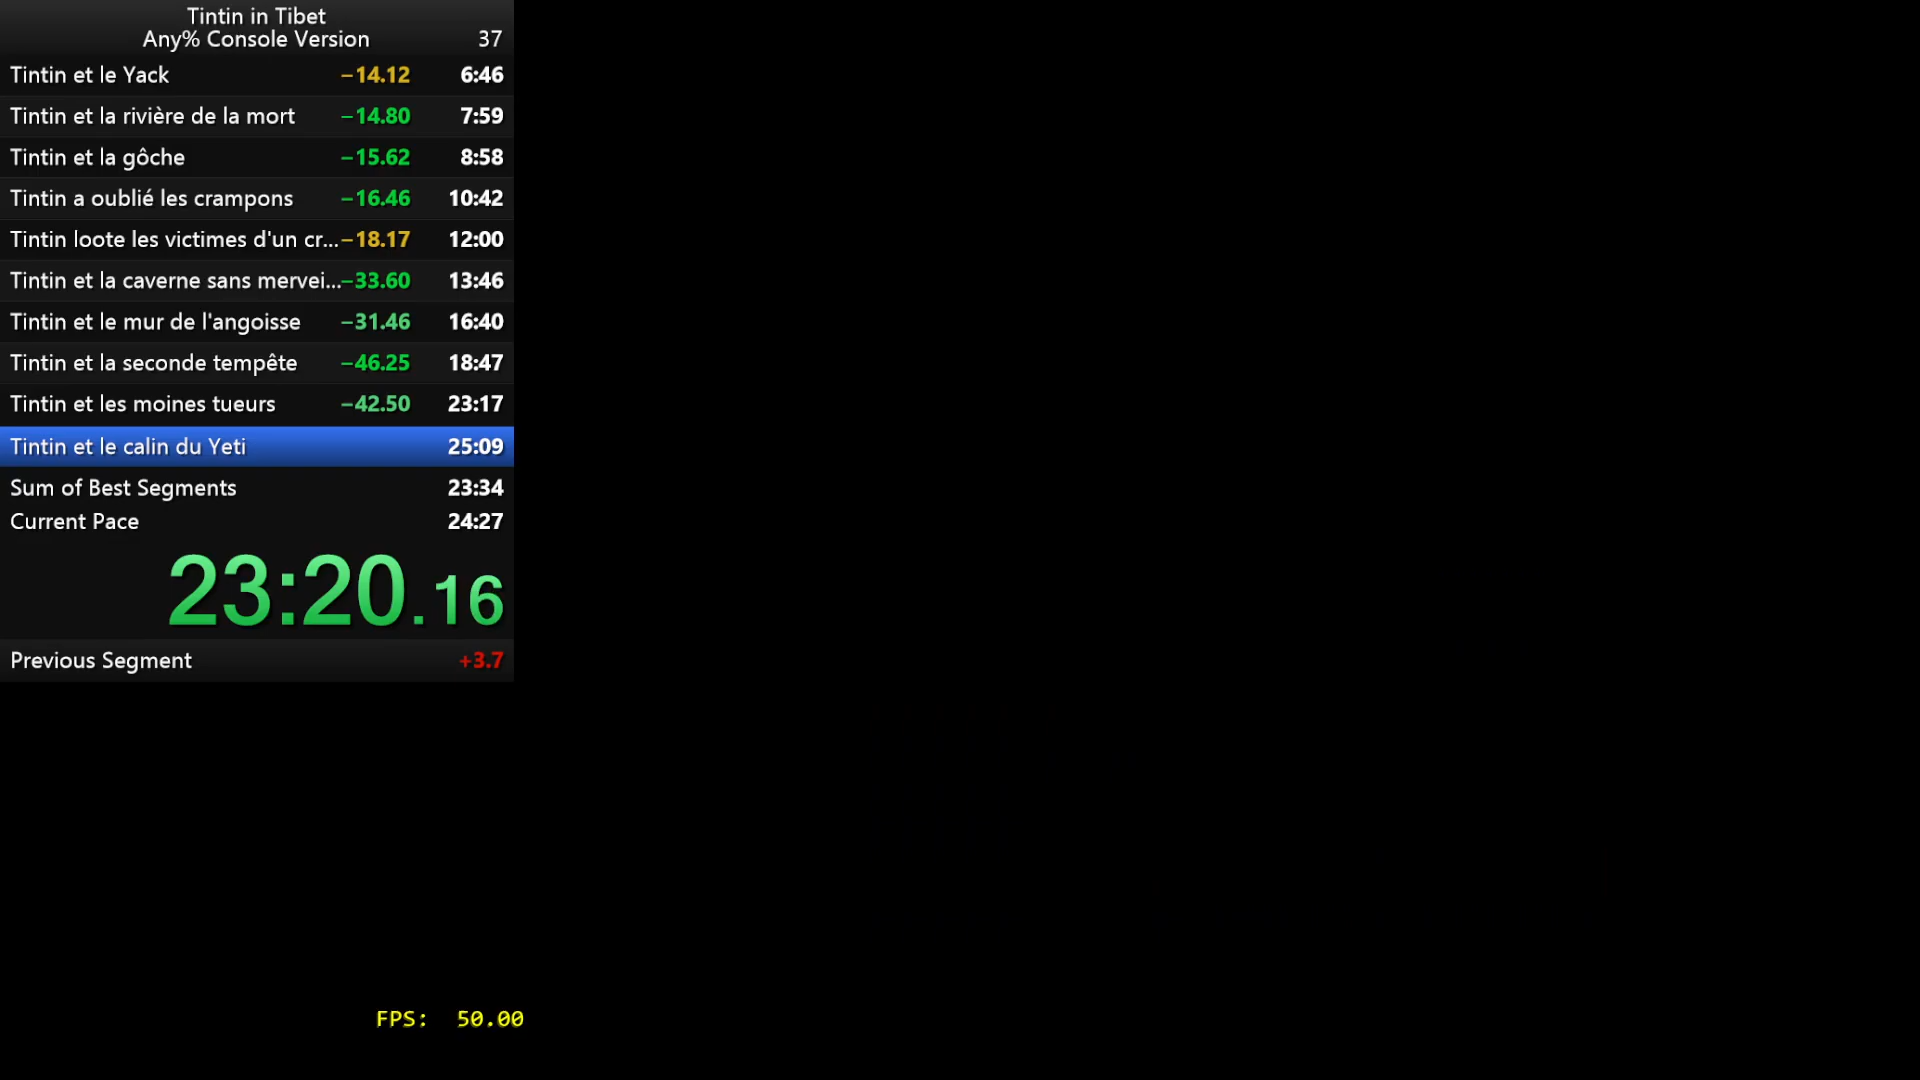 Tintin in Tibet
Any% Console Version 37
Tintin et le Yack −14.12 6:46
Tintin et la rivière de la mort −14.80 7:59
Tintin et la gôche −15.62 8:58
Tintin a oublié les crampons −16.46 10:42
Tintin loote les victimes d'un cr... −18.17 12:00
Tintin et la caverne sans mervei... −33.60 13:46
Tintin et le mur de l'angoisse −31.46 16:40
Tintin et la seconde tempête −46.25 18:47
Tintin et les moines tueurs −42.50 23:17
Tintin et le calin du Yeti 25:09
Sum of Best Segments 23:34
Current Pace 24:27
23:20.16
Previous Segment +3.7
FPS: 50.00